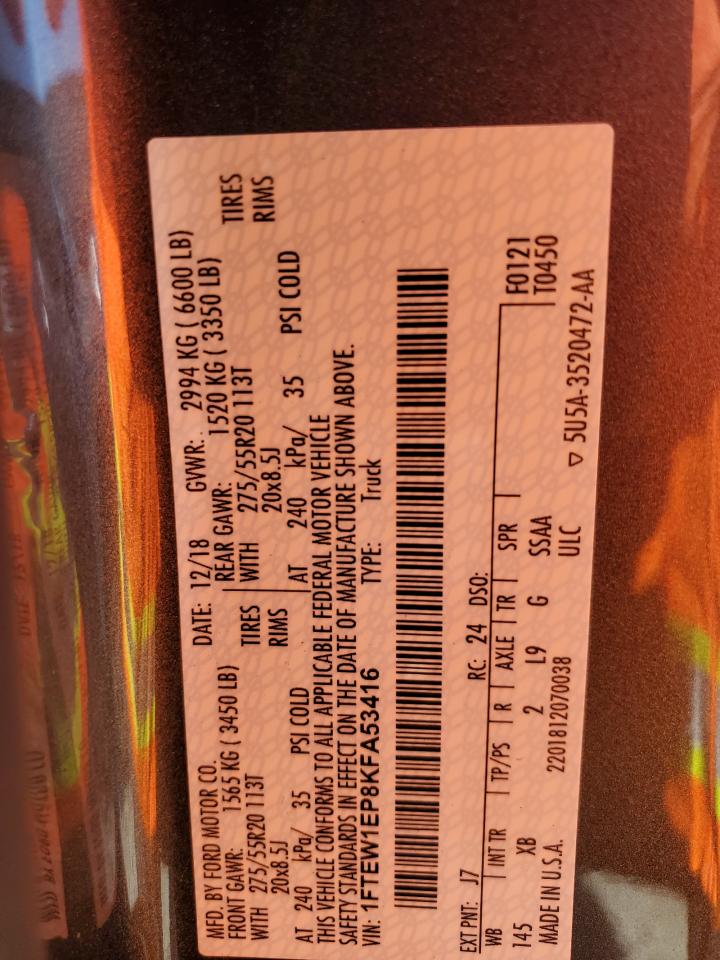 MFD. BY FORD MOTOR CO. DATE: 12/18 GVWR: 2994 KG ( 6600 LB)
FRONT GAWR: 1565 KG ( 3450 LB) REAR GAWR: 1520 KG ( 3350 LB)
WITH 275/55R20 113T TIRES WITH 275/55R20 113T TIRES
20x8.5J RIMS 20x8.5J RIMS
AT 240 kPa/ 35 PSI COLD AT 240 kPa/ 35 PSI COLD
THIS VEHICLE CONFORMS TO ALL APPLICABLE FEDERAL MOTOR VEHICLE
SAFETY STANDARDS IN EFFECT ON THE DATE OF MANUFACTURE SHOWN ABOVE.
VIN: 1FTEW1EP8KFA53416 TYPE: Truck
EXT PNT: J7 RC: 24 DSO: F0121
WB INT TR TP/PS R AXLE TR SPR T0450
145 XB 2 L9 G SSAA
2201812070038 ULC
MADE IN U.S.A. ▽ 5U5A-3520472-AA